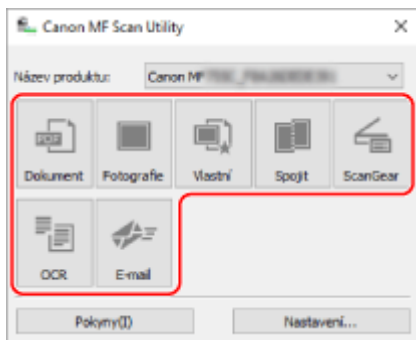 Canon MF Scan Utility
Název produktu: Canon MF
PDF
Dokument Fotografie Vlastní Spojit ScanGear
OCR E-mail
Pokyny(I) Nastavení...